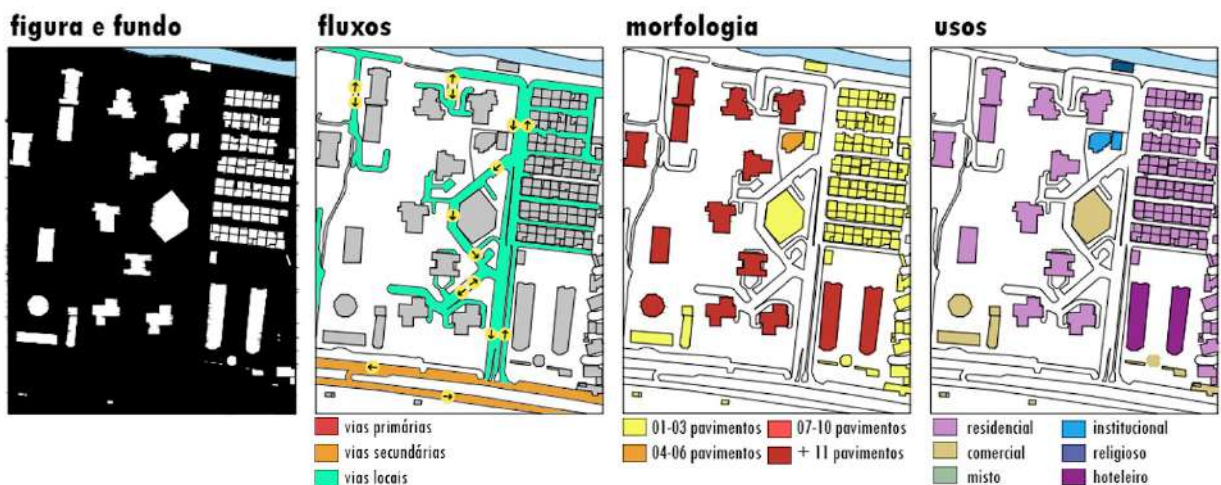 figura e fundo
fluxos
morfologia
usos
vias primárias
vias secundárias
vias locais
01-03 pavimentos
07-10 pavimentos
04-06 pavimentos
+ 11 pavimentos
residencial
institucional
comercial
religioso
misto
hoteleiro